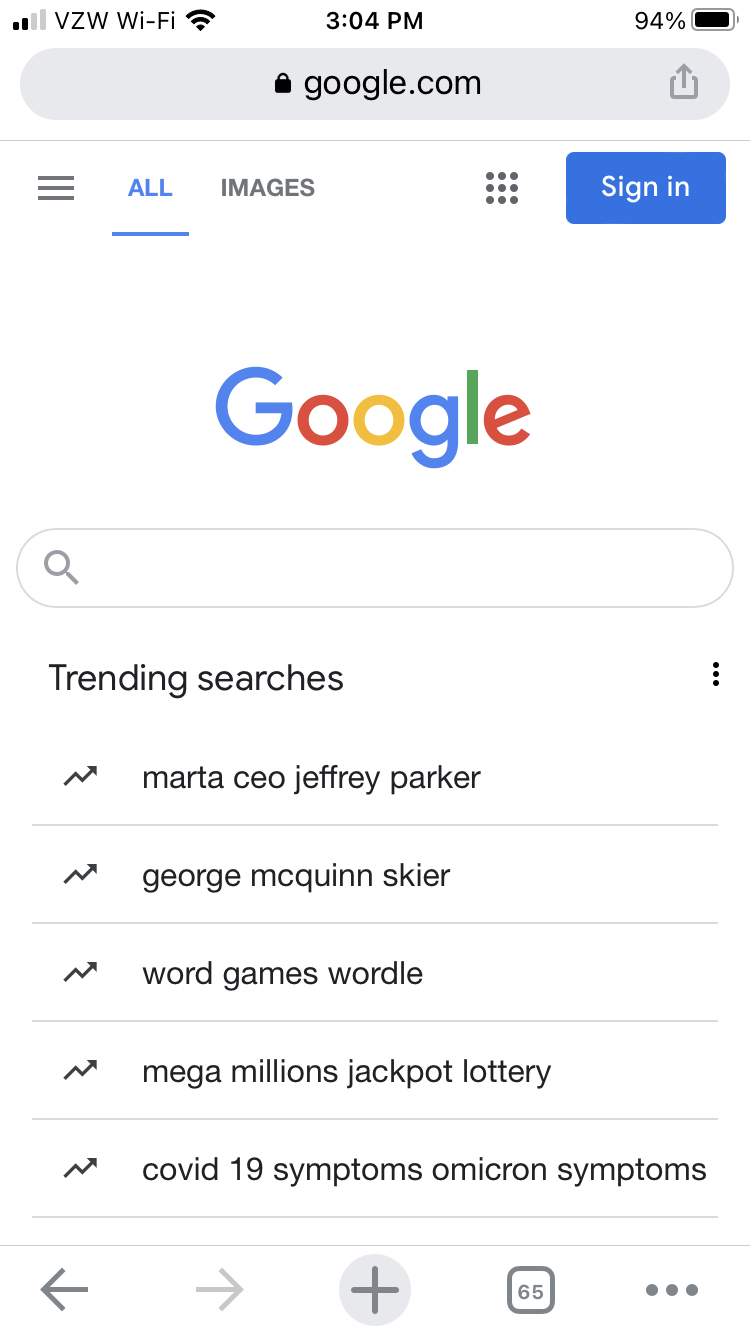 VZW Wi-Fi 3:04 PM 94%
google.com
ALL IMAGES Sign in
Google
Trending searches
marta ceo jeffrey parker
george mcquinn skier
word games wordle
mega millions jackpot lottery
covid 19 symptoms omicron symptoms
65